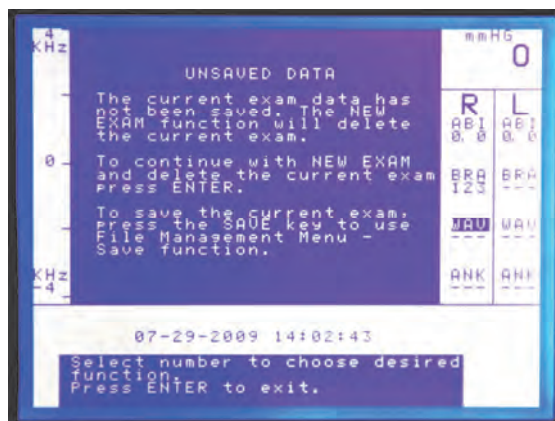 4
KHz
mmHG
0
UNSAVED DATA
The current exam data has
not been saved. The NEW
EXAM function will delete
the current exam.
To continue with NEW EXAM
and delete the current exam
press ENTER.
To save the current exam,
press the SAVE key to use
File Management Menu -
Save function.
0
KHz
-4
R L
ABI ABI
0.0 0.0
BRA BRA
123 ---
WAV WAV
--- ---
ANK ANK
--- ---
07-29-2009 14:02:43
Select number to choose desired
function.
Press ENTER to exit.